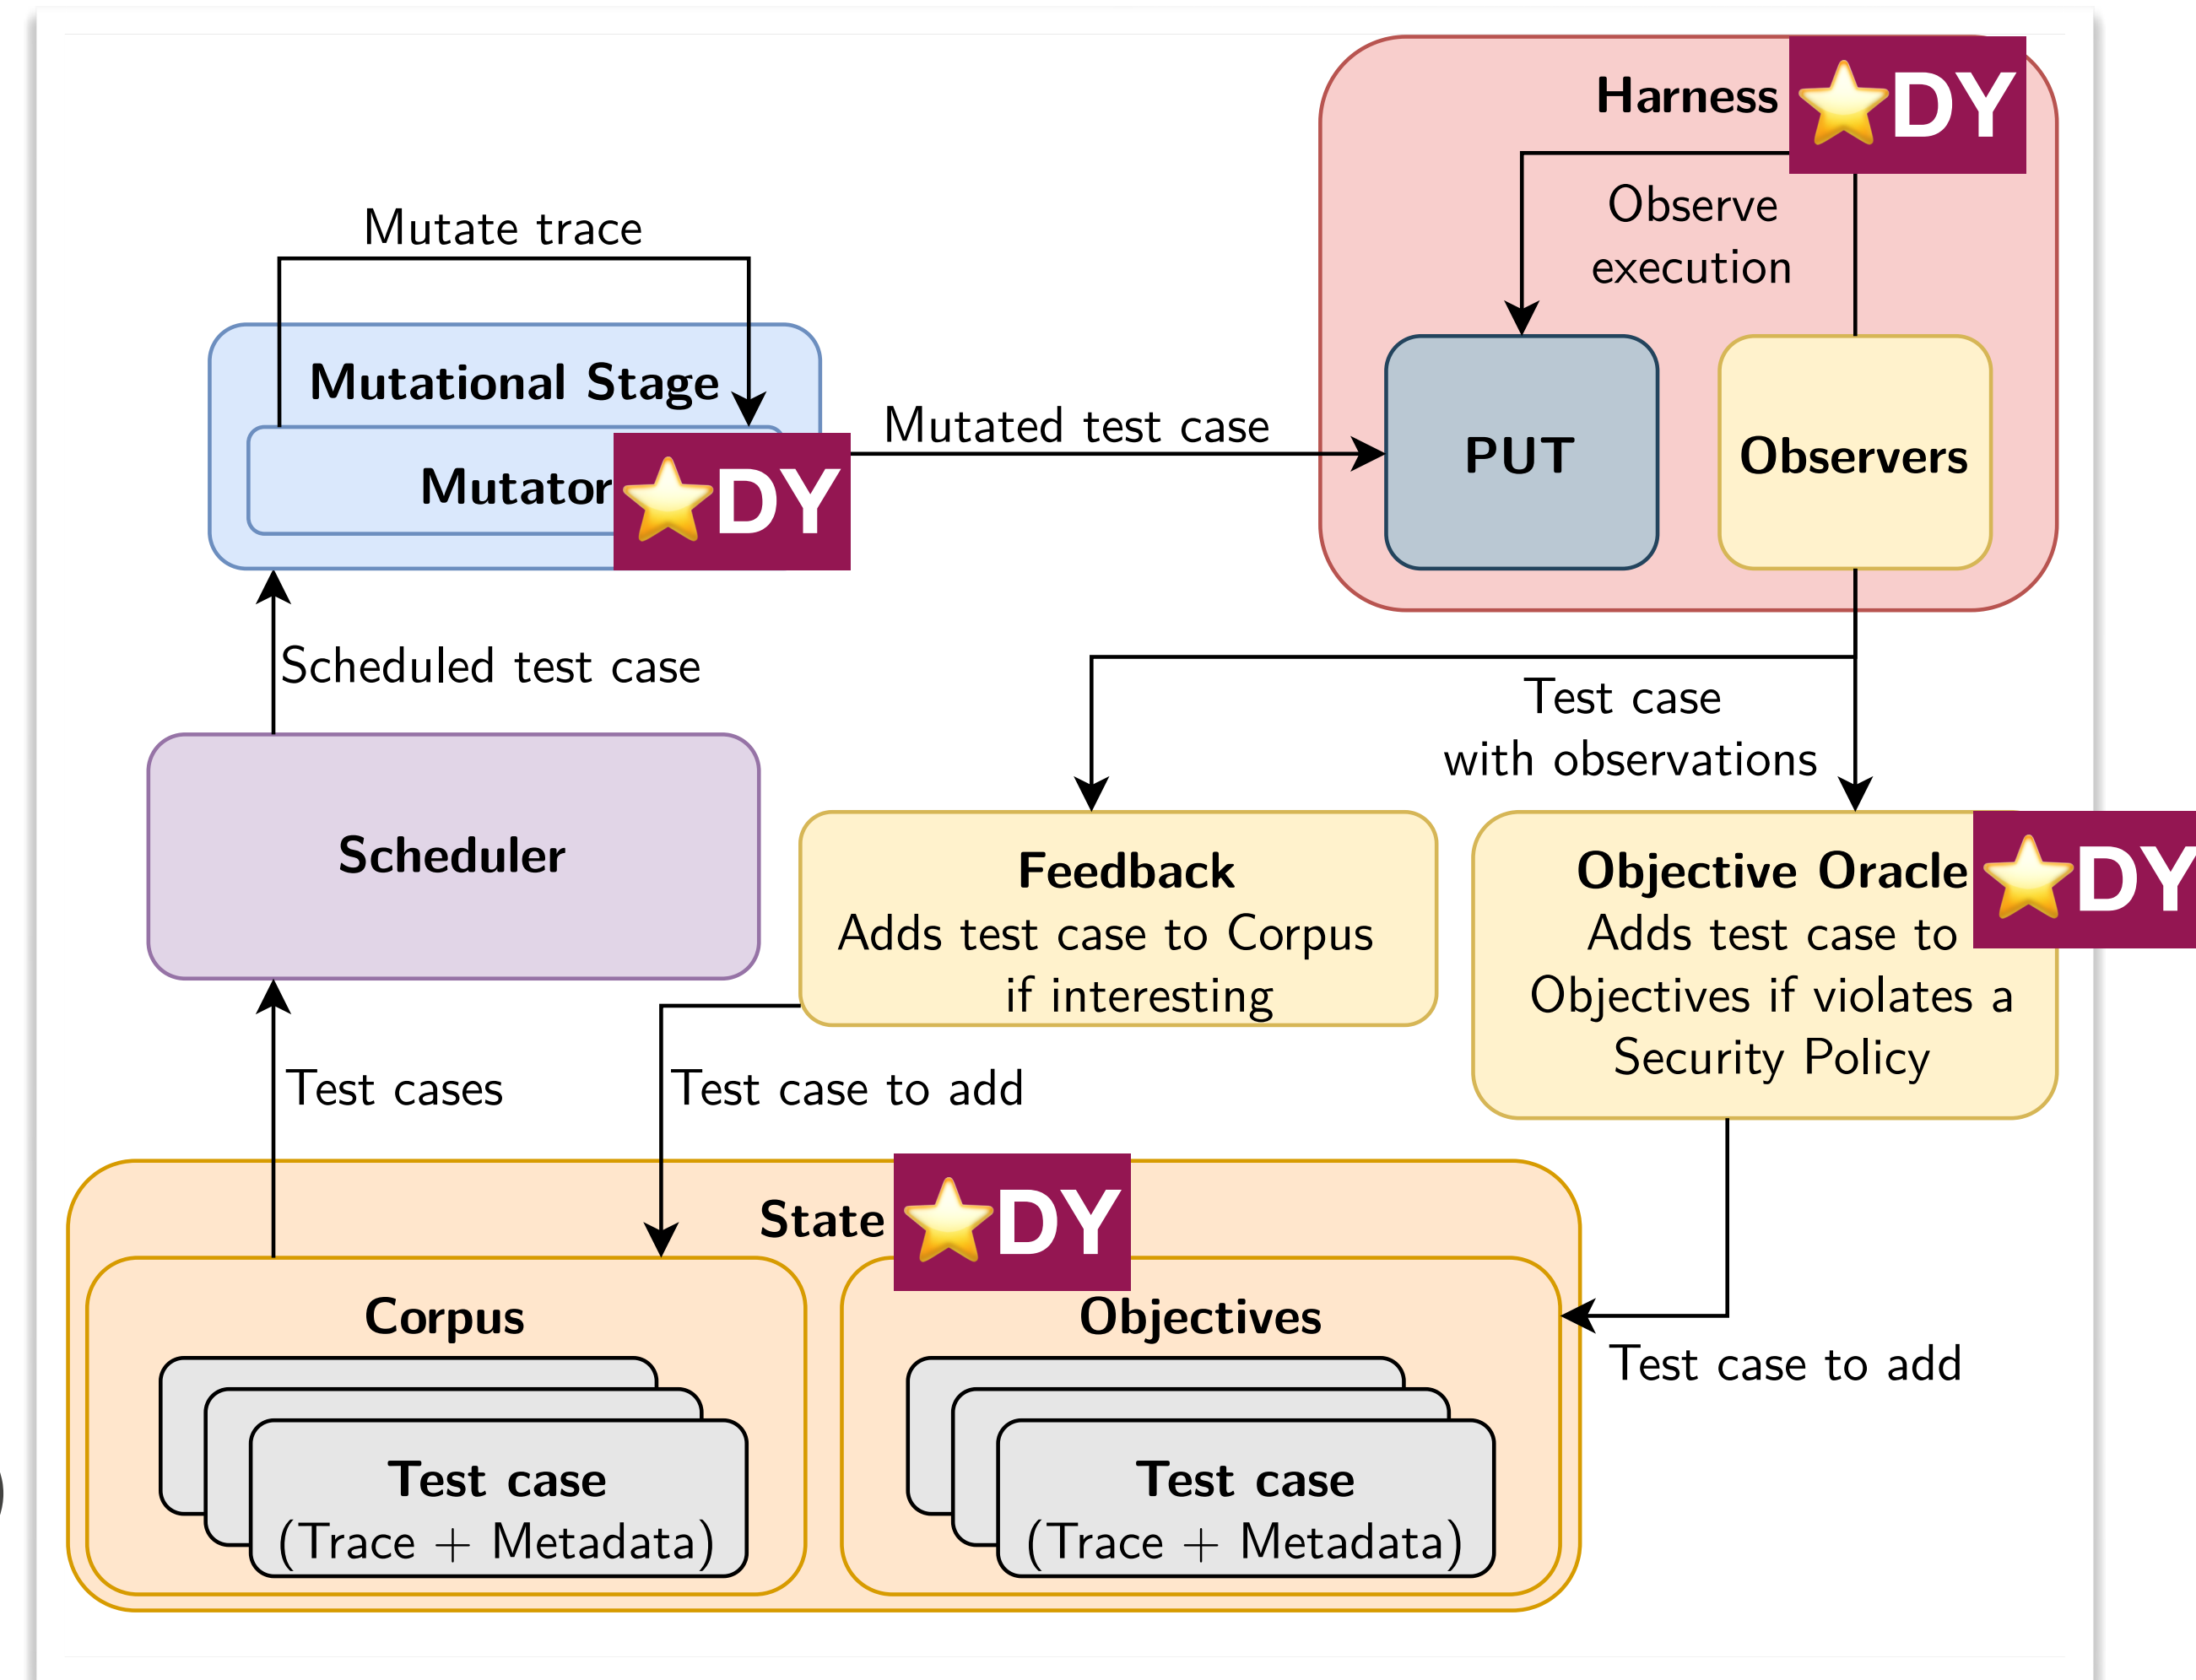 Harness
DY
Observe
execution
Mutate trace
Mutational Stage
Mutator
DY
Mutated test case
PUT
Observers
Scheduled test case
Test case
with observations
Scheduler
Feedback
Adds test case to Corpus
if interesting
Objective Oracle
DY
Adds test case to
Objectives if violates a
Security Policy
Test cases
Test case to add
State
DY
Corpus
Objectives
Test case to add
Test case
(Trace + Metadata)
Test case
(Trace + Metadata)